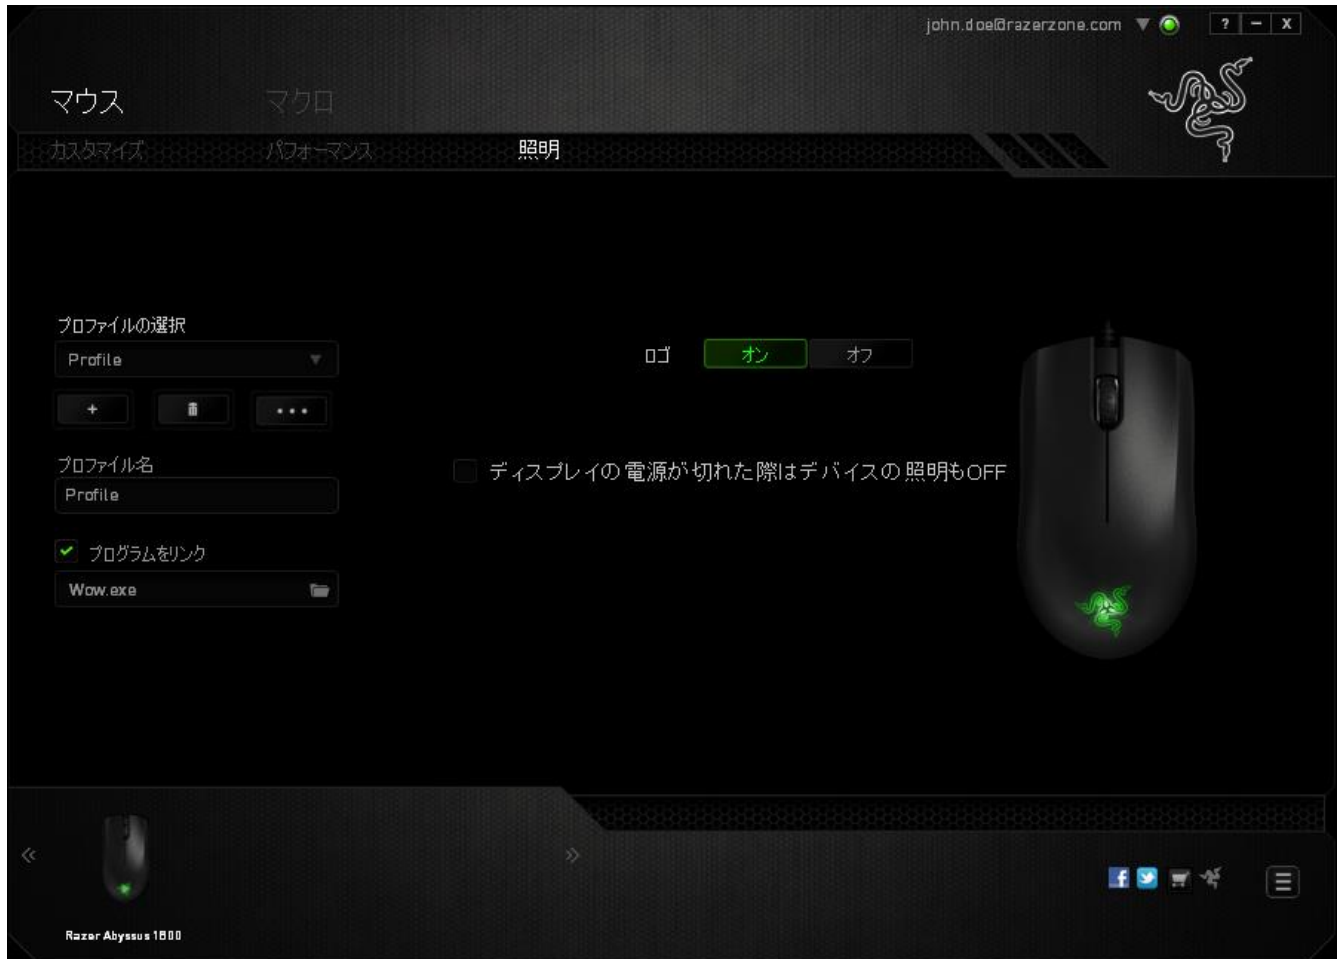 john.doe@razerzone.com
? − X
マウス マクロ
カスタマイズ パフォーマンス 照明
プロファイルの選択
Profile
ロゴ オン オフ
+ •••
プロファイル名
Profile
ディスプレイの電源が切れた際はデバイスの照明もOFF
プログラムをリンク
Wow.exe
Razer Abyssus 1800